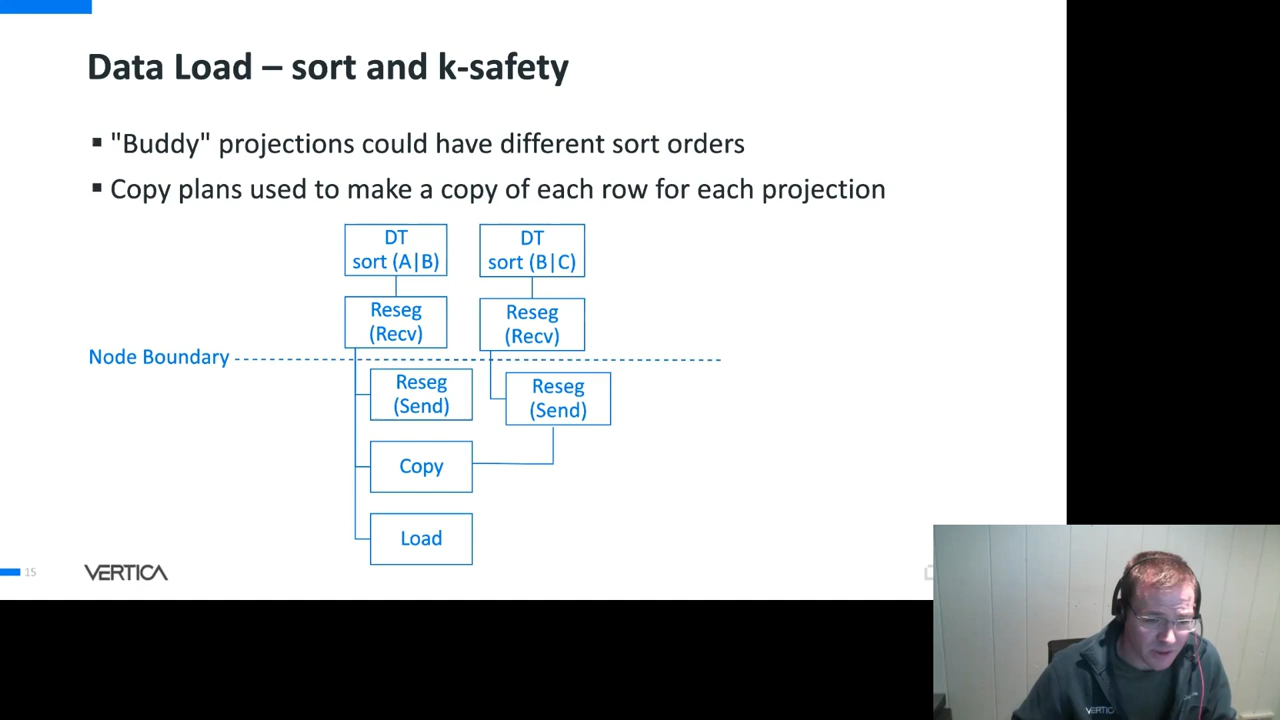 Data Load – sort and k-safety
▪ "Buddy" projections could have different sort orders
▪ Copy plans used to make a copy of each row for each projection
DT
sort (A|B)
DT
sort (B|C)
Reseg
(Recv)
Reseg
(Recv)
Node Boundary
Reseg
(Send)
Reseg
(Send)
Copy
Load
15
VERTICA
VERTICA